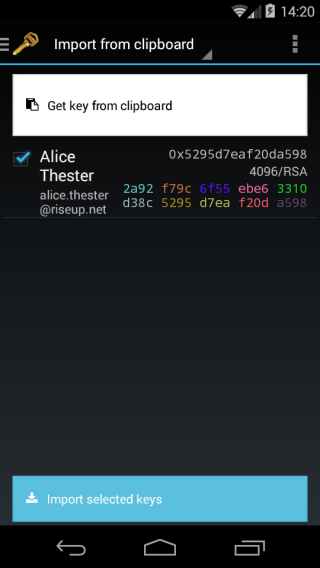 14:20
Import from clipboard
Get key from clipboard
Alice
Thester
alice.thester
@riseup.net
0x5295d7eaf20da598
4096/RSA
2a92 f79c 6f55 ebe6 3310
d38c 5295 d7ea f20d a598
Import selected keys